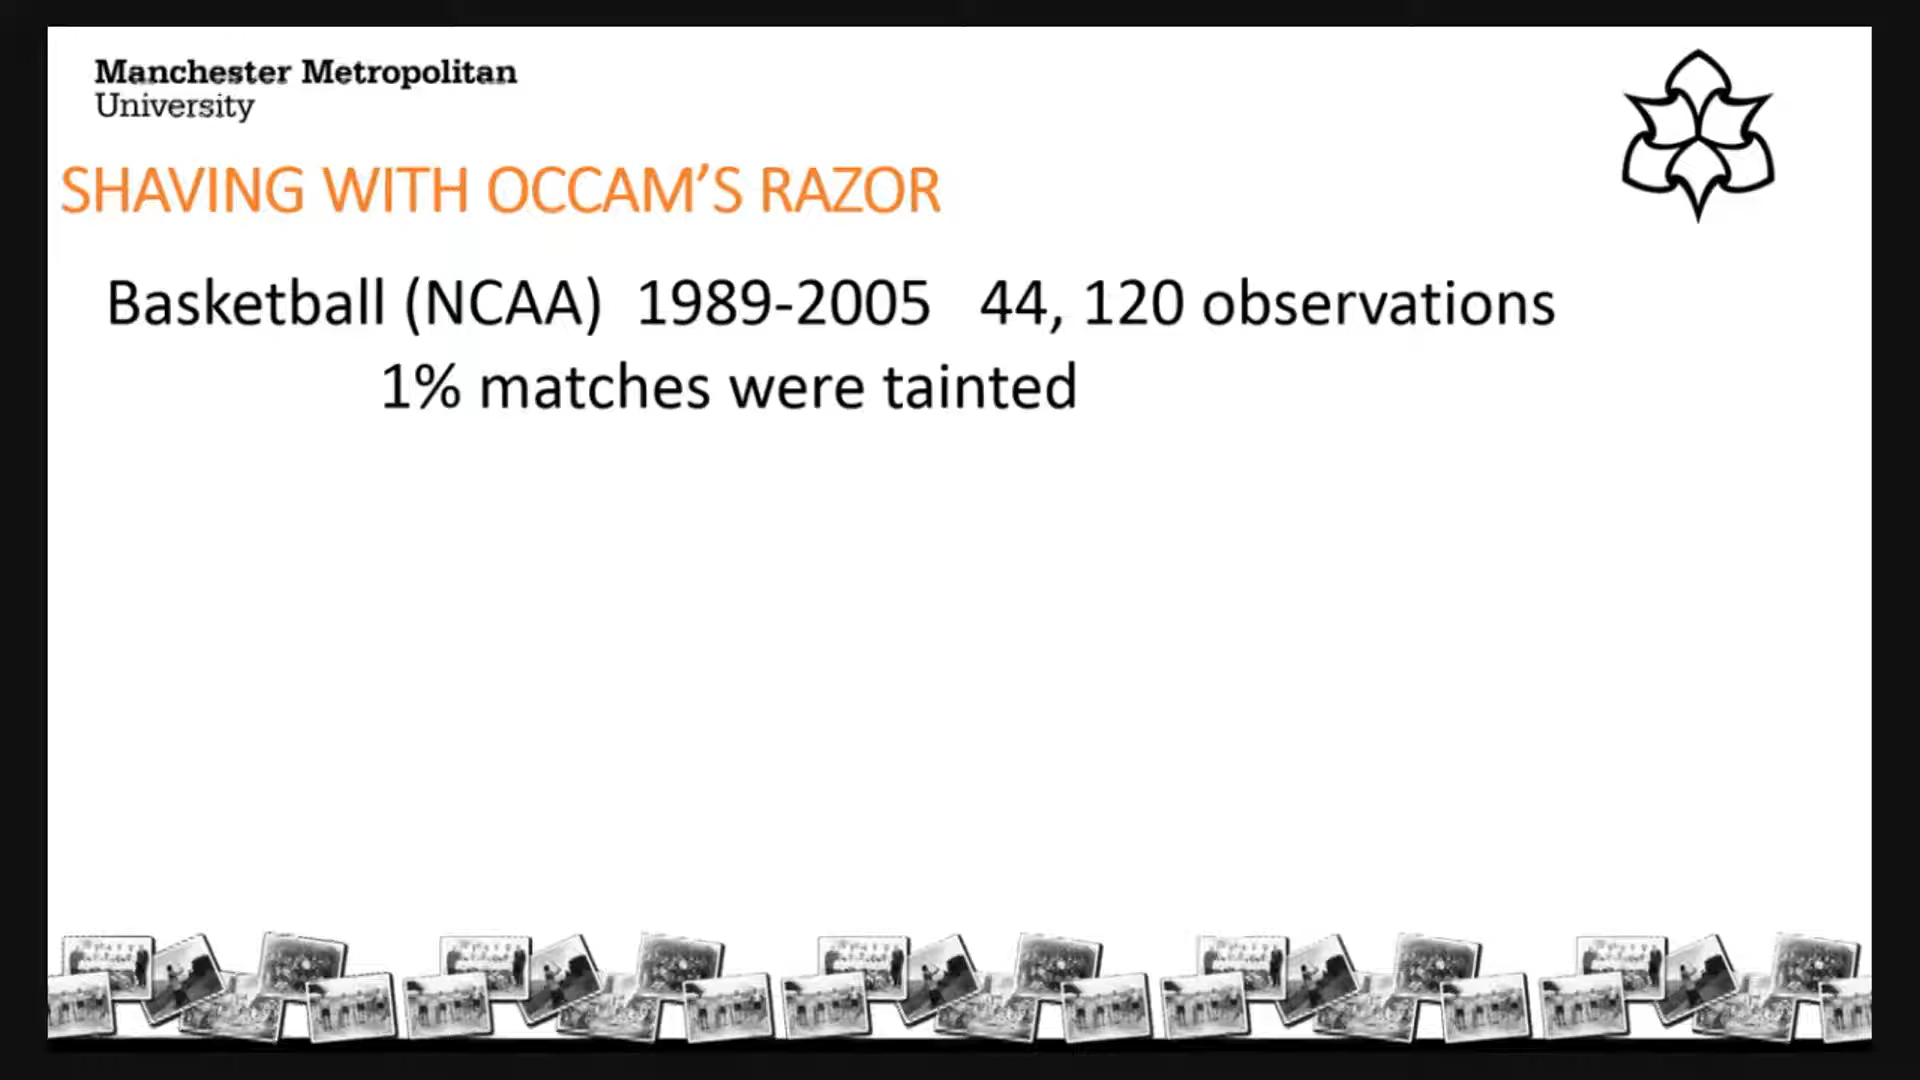 Manchester Metropolitan
University
SHAVING WITH OCCAM’S RAZOR
Basketball (NCAA) 1989-2005 44, 120 observations
1% matches were tainted